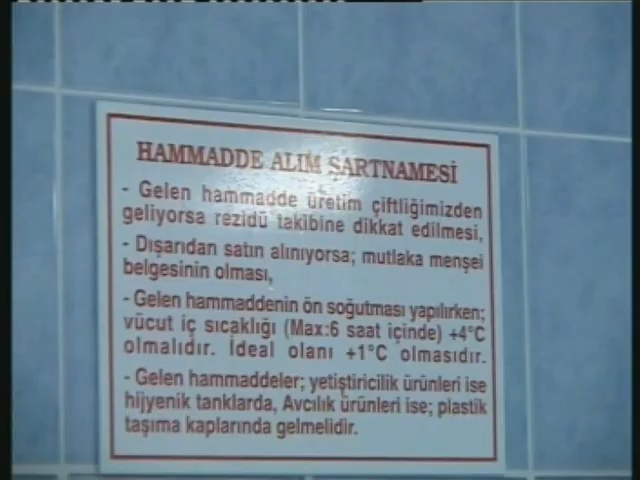 HAMMADDE ALIM ŞARTNAMESİ
- Gelen hammadde üretim çiftliğimizden
geliyorsa rezidü takibine dikkat edilmesi,
- Dışarıdan satın alınıyorsa; mutlaka menşei
belgesinin olması,
- Gelen hammaddenin ön soğutması yapılırken;
vücut iç sıcaklığı (Max:6 saat içinde) +4°C
olmalıdır. İdeal olanı +1°C olmasıdır.
- Gelen hammaddeler; yetiştiricilik ürünleri ise
hijyenik tanklarda, Avcılık ürünleri ise; plastik
taşıma kaplarında gelmelidir.